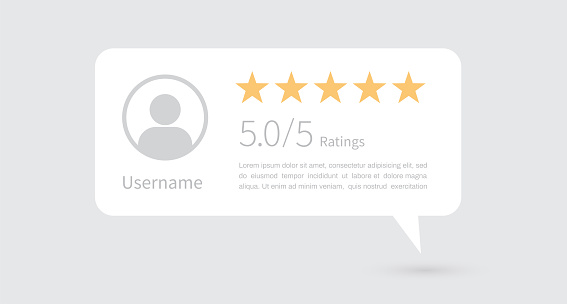 5.0/5 Ratings
Lorem ipsum dolor sit amet, consectetur adipiscing elit, sed
do eiusmod tempor incididunt ut labore et dolore magna
aliqua. Ut enim ad minim veniam, quis nostrud exercitation
Username